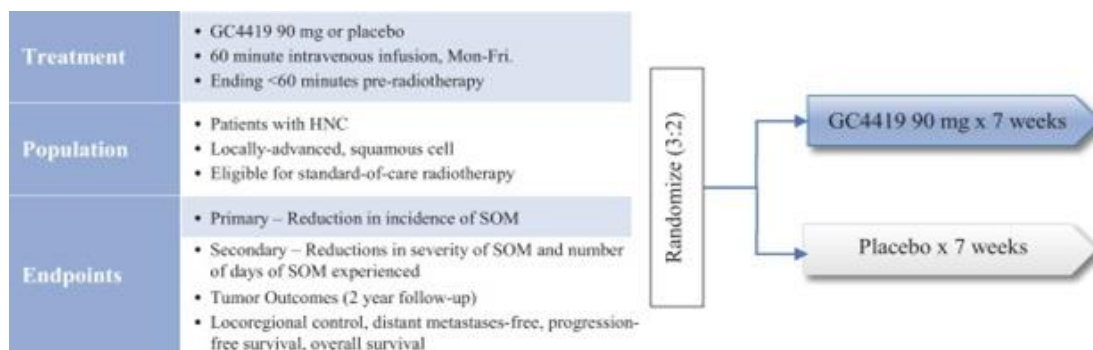 Treatment
• GC4419 90 mg or placebo
• 60 minute intravenous infusion, Mon-Fri.
• Ending <60 minutes pre-radiotherapy
Population
• Patients with HNC
• Locally-advanced, squamous cell
• Eligible for standard-of-care radiotherapy
Endpoints
• Primary – Reduction in incidence of SOM
• Secondary – Reductions in severity of SOM and number
of days of SOM experienced
• Tumor Outcomes (2 year follow-up)
• Locoregional control, distant metastases-free, progression-
free survival, overall survival
Randomize (3:2)
GC4419 90 mg x 7 weeks
Placebo x 7 weeks